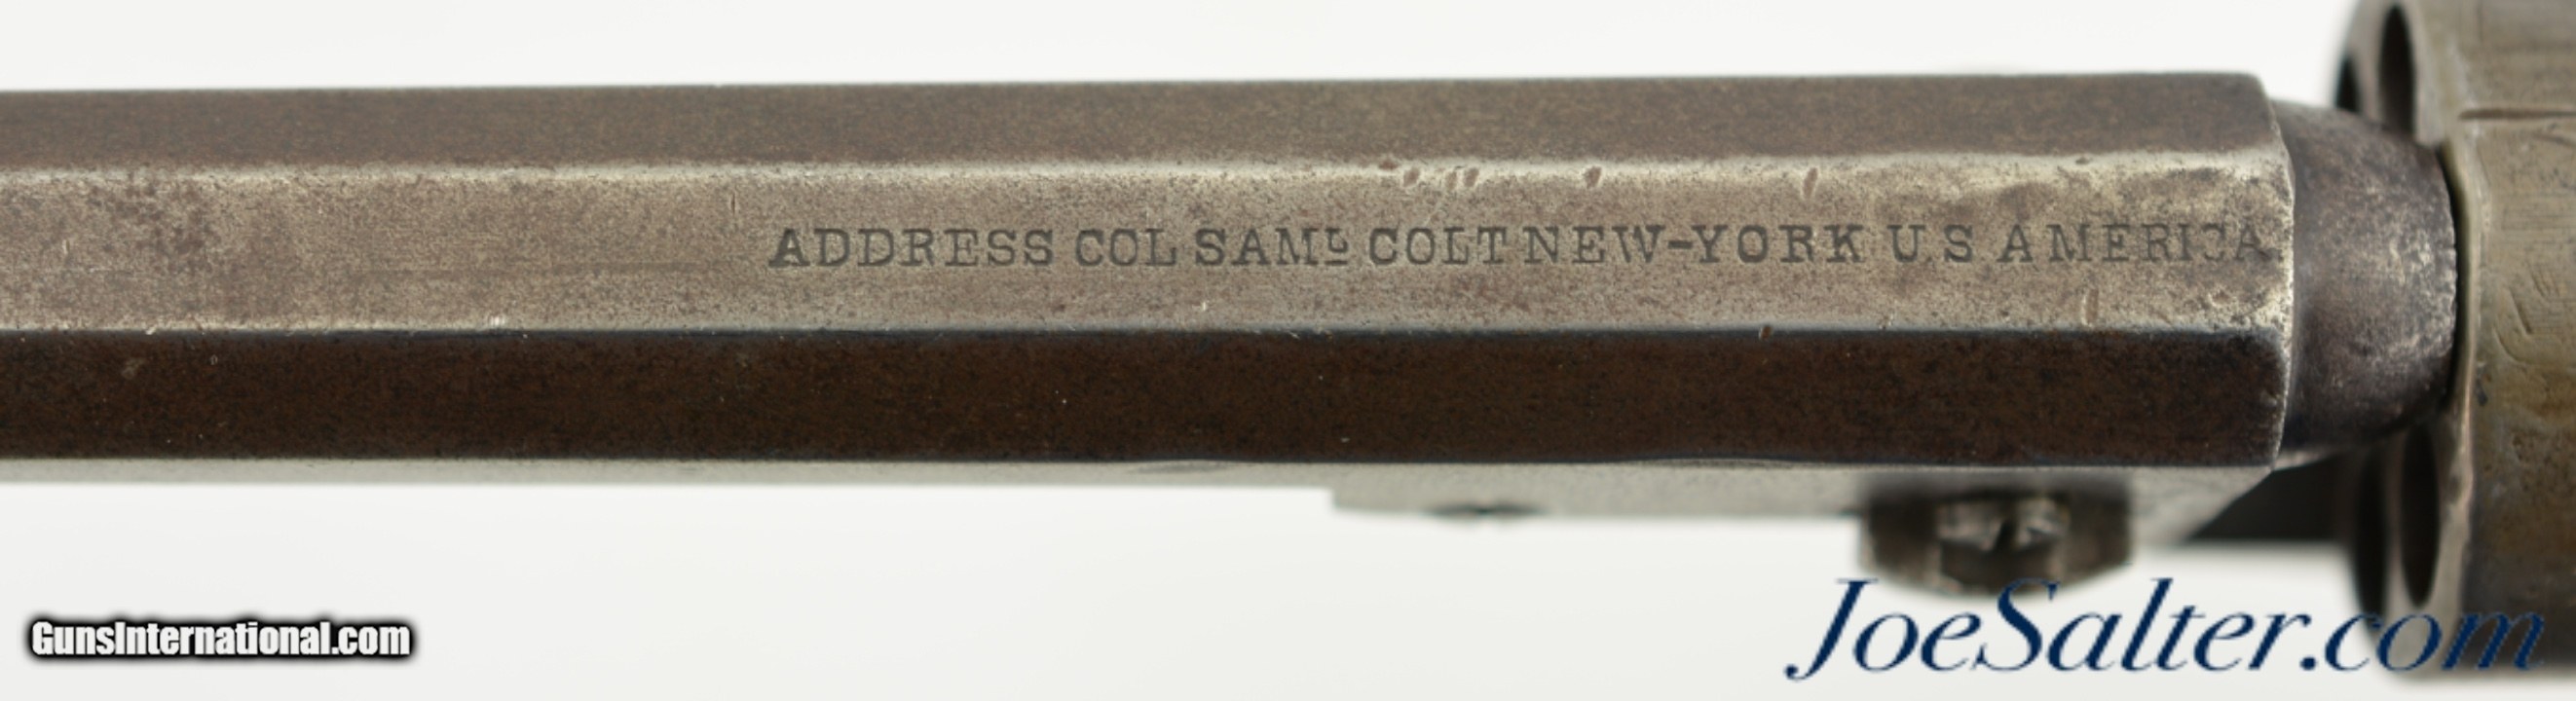 ADDRESS COL SAMᴸ COLT NEW-YORK U S AMERICA
GunsInternational.com
JoeSalter.com